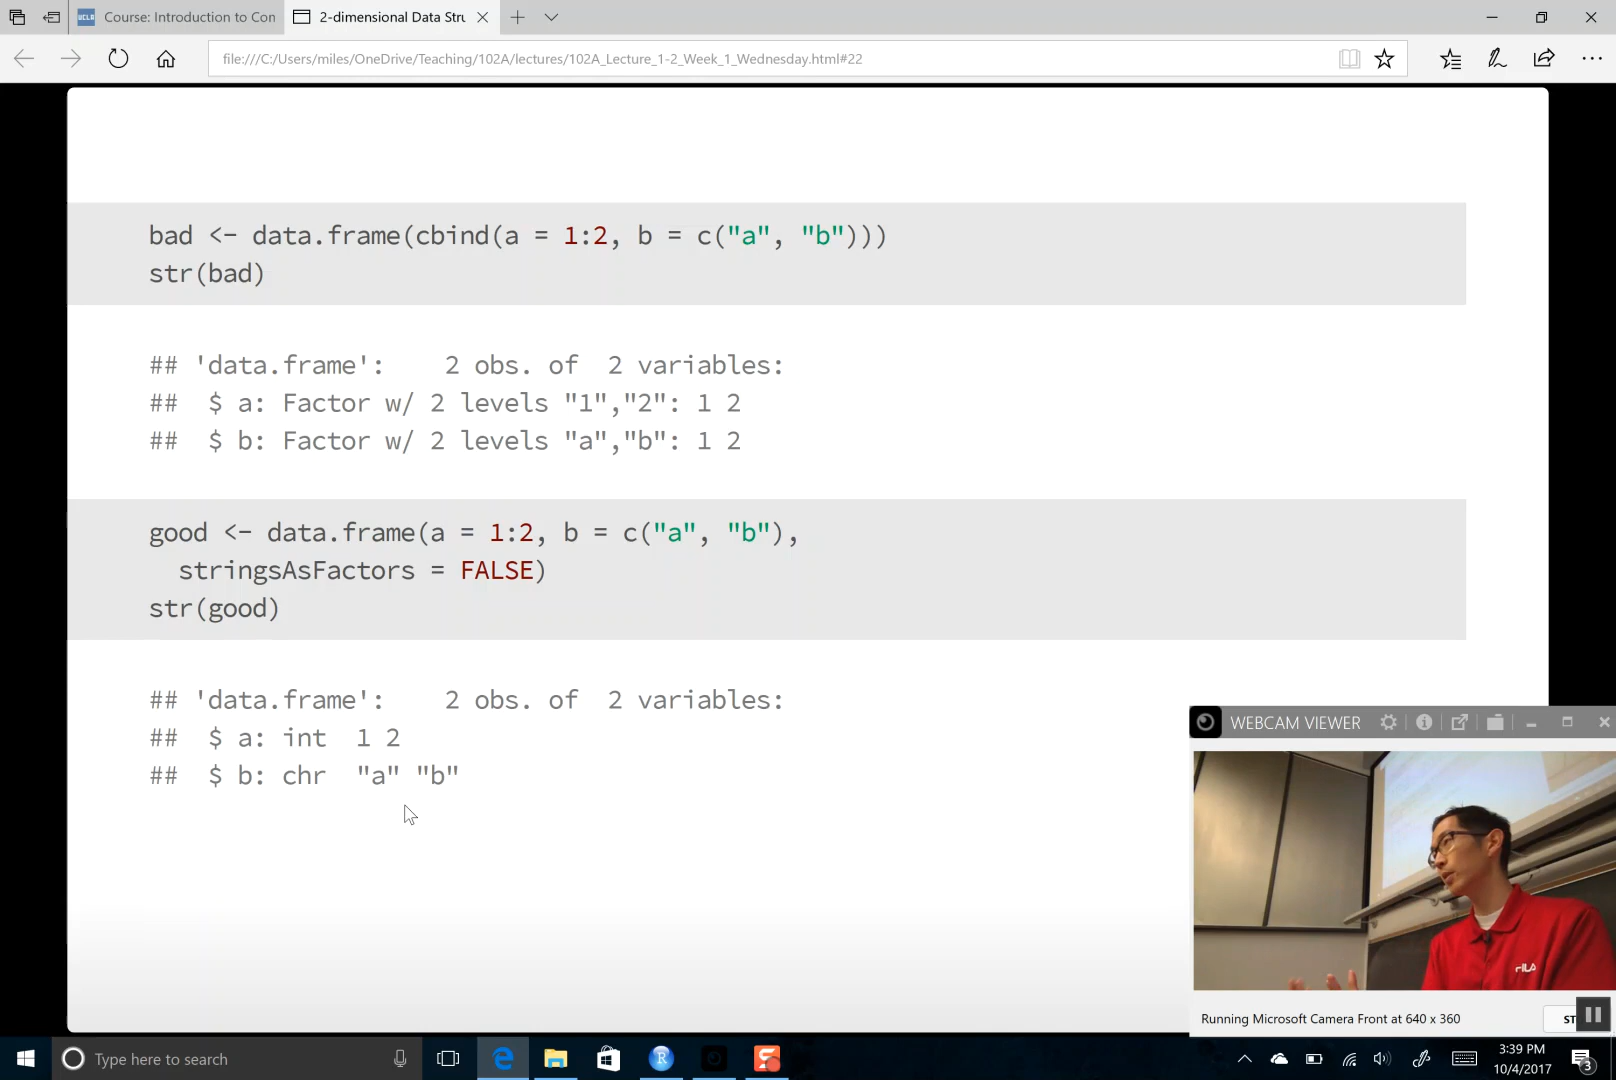 Course: Introduction to Con
2-dimensional Data Stru
file:///C:/Users/miles/OneDrive/Teaching/102A/lectures/102A_Lecture_1-2_Week_1_Wednesday.html#22
bad <- data.frame(cbind(a = 1:2, b = c("a", "b")))
str(bad)
## 'data.frame':    2 obs. of  2 variables:
##  $ a: Factor w/ 2 levels "1","2": 1 2
##  $ b: Factor w/ 2 levels "a","b": 1 2
good <- data.frame(a = 1:2, b = c("a", "b"),
  stringsAsFactors = FALSE)
str(good)
## 'data.frame':    2 obs. of  2 variables:
##  $ a: int  1 2
##  $ b: chr  "a" "b"
WEBCAM VIEWER
FILA
Running Microsoft Camera Front at 640 x 360
ST
Type here to search
3:39 PM
10/4/2017
3